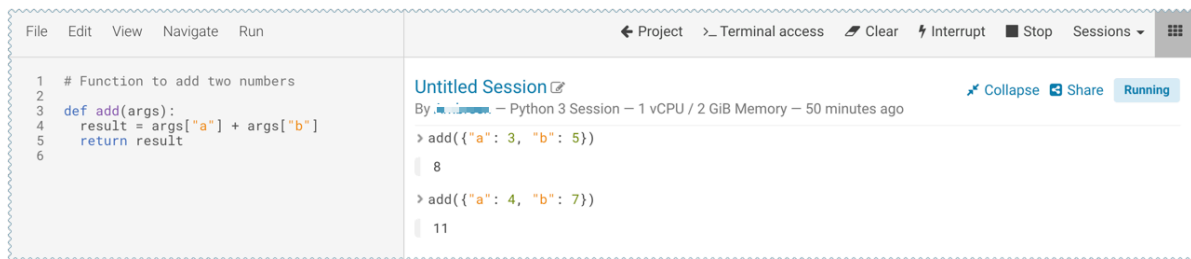 File Edit View Navigate Run
Project >_ Terminal access Clear Interrupt Stop Sessions
1 # Function to add two numbers
2
3 def add(args):
4   result = args["a"] + args["b"]
5   return result
6
Untitled Session
Collapse Share Running
By — Python 3 Session — 1 vCPU / 2 GiB Memory — 50 minutes ago
> add({"a": 3, "b": 5})
8
> add({"a": 4, "b": 7})
11